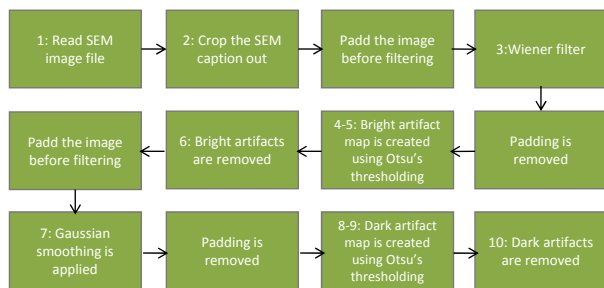 1: Read SEM
image file
2: Crop the SEM
caption out
Padd the image
before filtering
3:Wiener filter
Padding is
removed
4-5: Bright artifact
map is created
using Otsu's
thresholding
6: Bright artifacts
are removed
Padd the image
before filtering
7: Gaussian
smoothing is
applied
Padding is
removed
8-9: Dark artifact
map is created
using Otsu's
thresholding
10: Dark artifacts
are removed